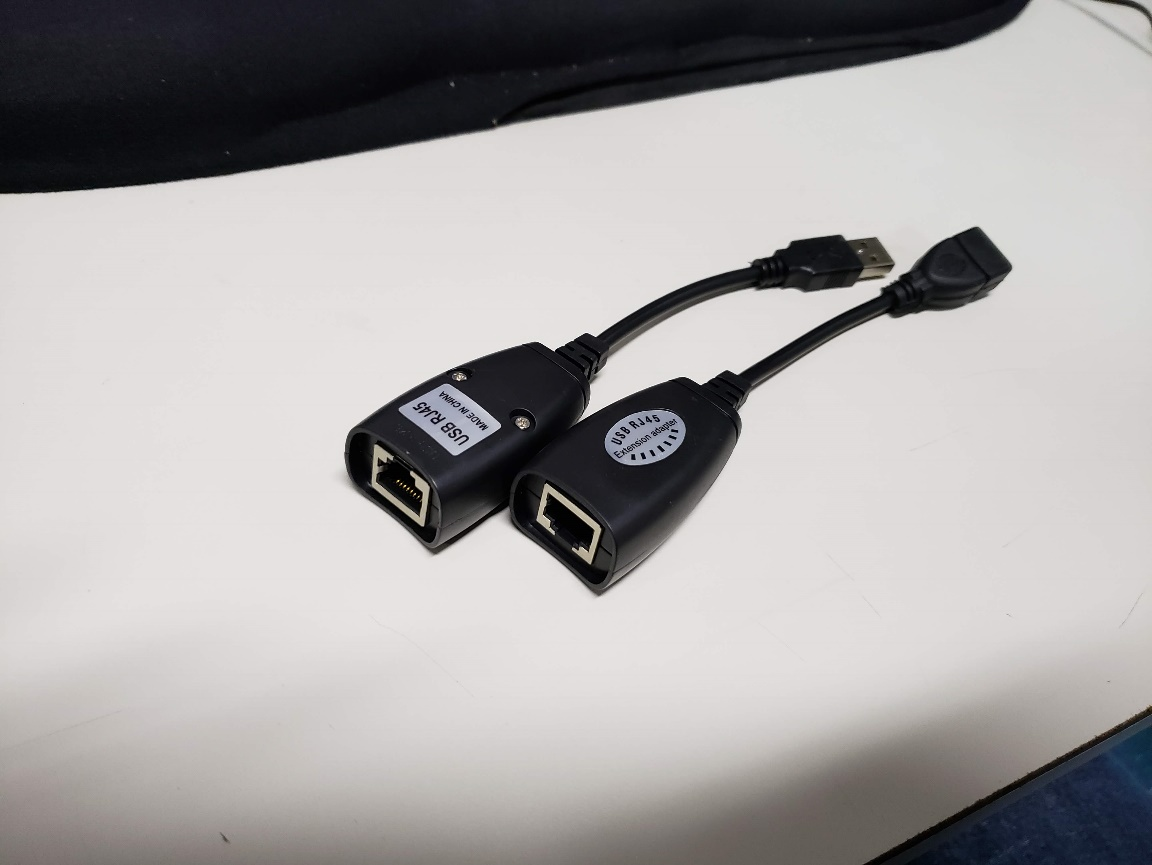 USB RJ45
MADE IN CHINA
USB RJ45
Extension adapter